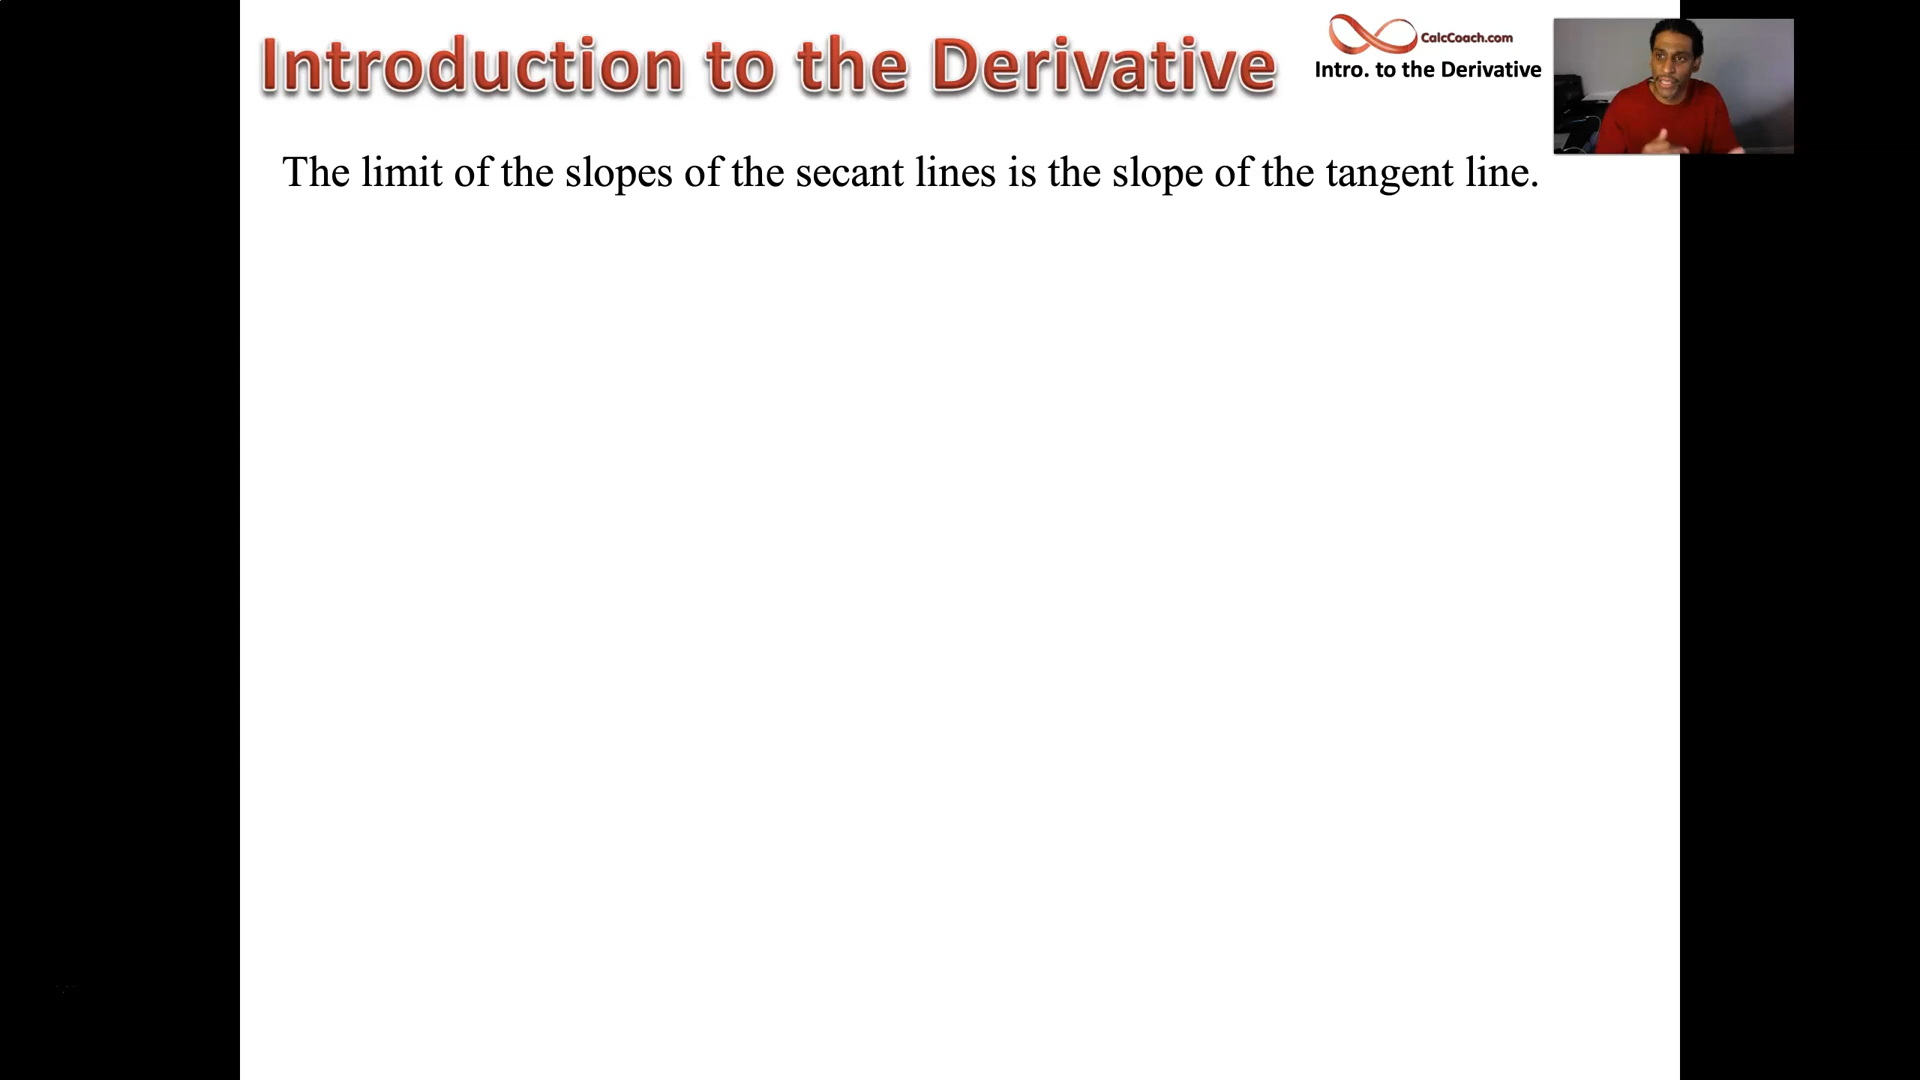 Introduction to the Derivative
CalcCoach.com
Intro. to the Derivative
The limit of the slopes of the secant lines is the slope of the tangent line.